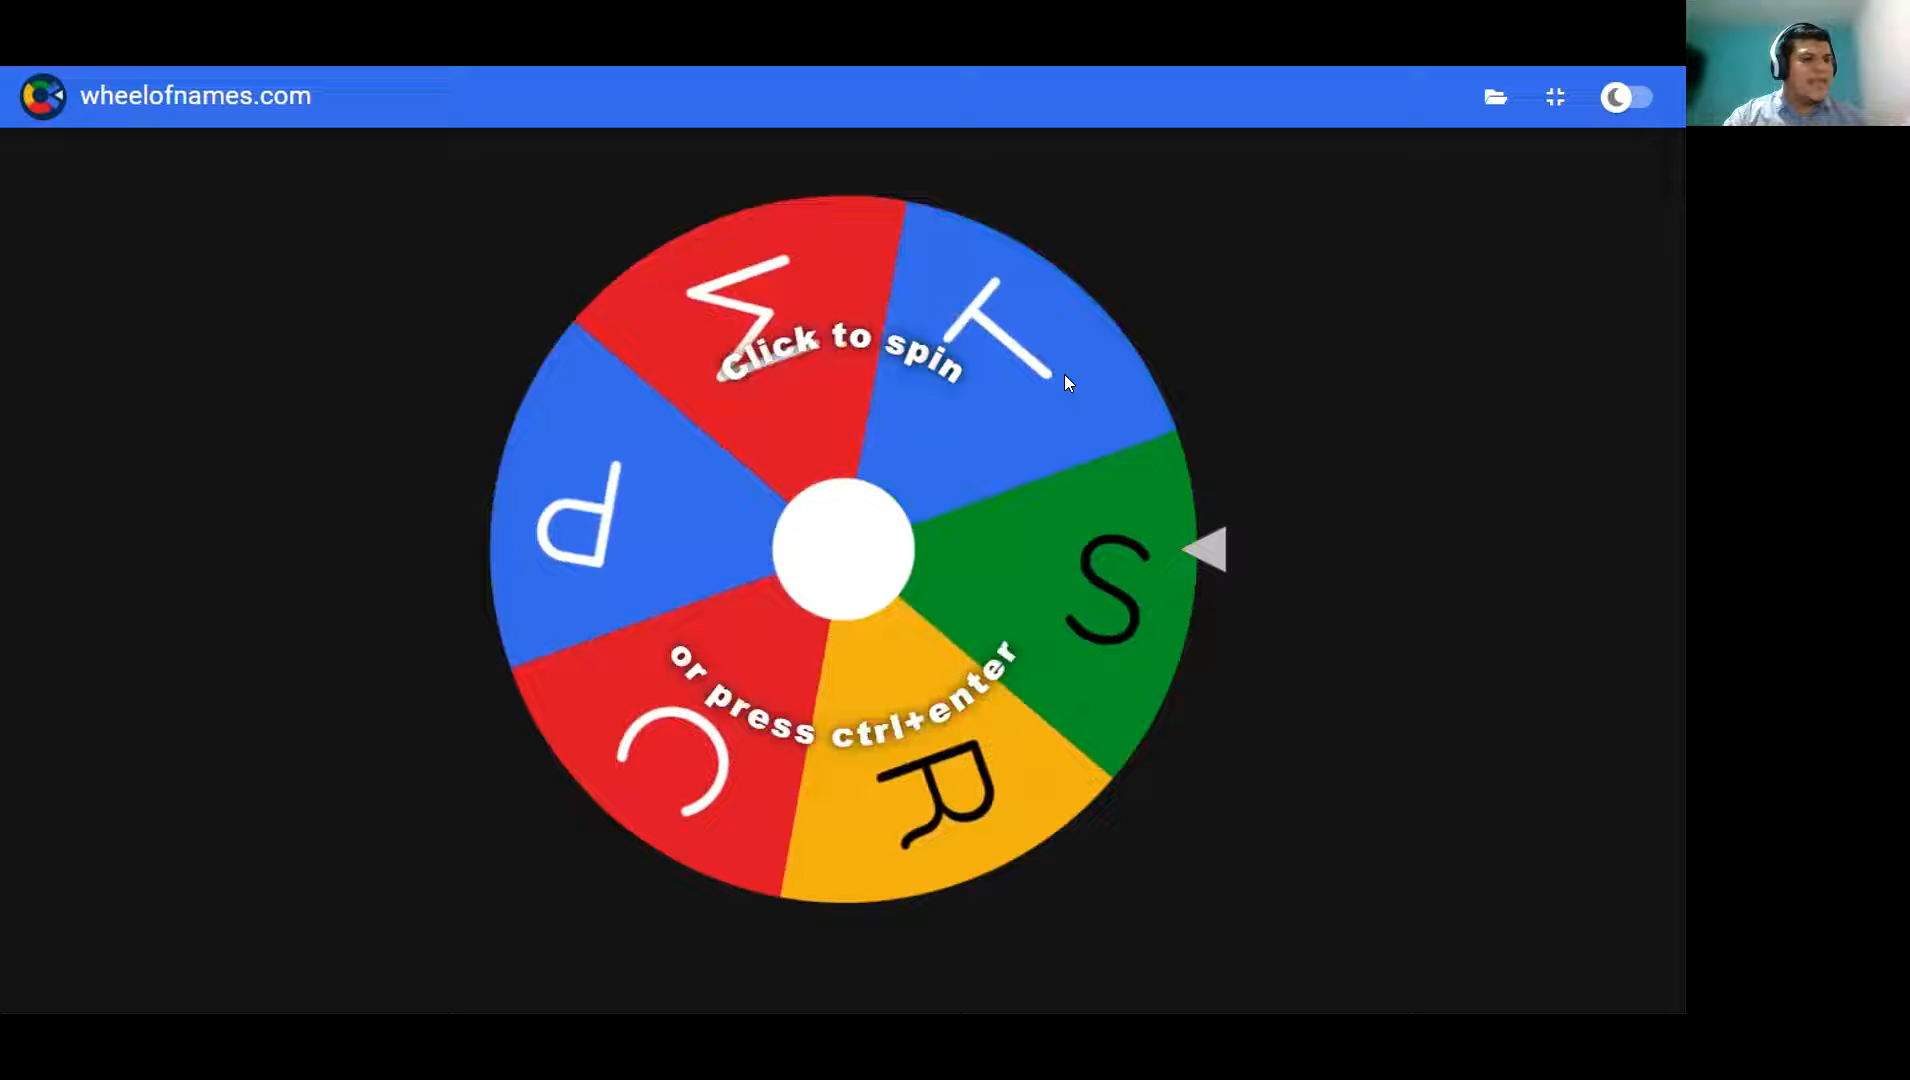 wheelofnames.com
M
T
Click to spin
P
S
or press ctrl+enter
C
R